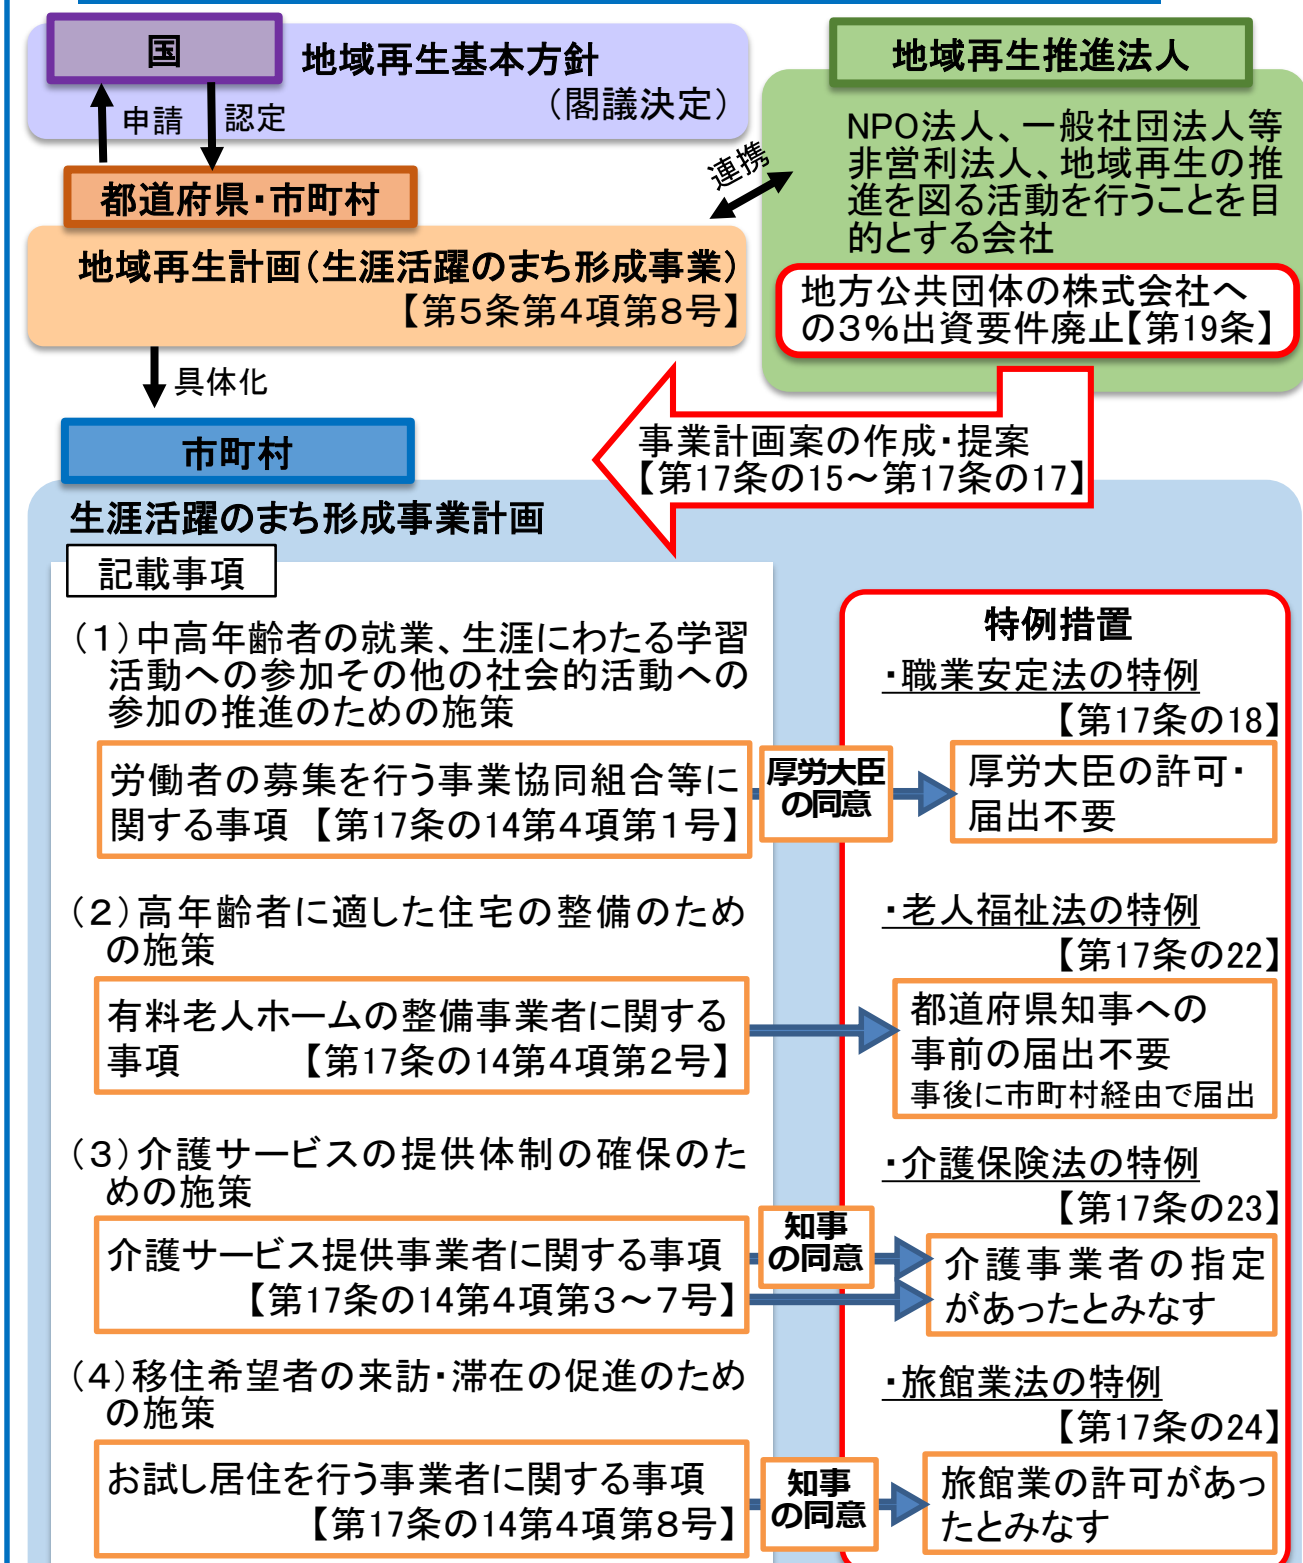 国
地域再生基本方針
（閣議決定）
申請
認定
都道府県・市町村
地域再生計画（生涯活躍のまち形成事業）
【第５条第４項第８号】
連携
地域再生推進法人
NPO法人、一般社団法人等
非営利法人、地域再生の推
進を図る活動を行うことを目
的とする会社
地方公共団体の株式会社へ
の３％出資要件廃止【第19条】
具体化
事業計画案の作成・提案
【第17条の15～第17条の17】
市町村
生涯活躍のまち形成事業計画
記載事項
（１）中高年齢者の就業、生涯にわたる学習
活動への参加その他の社会的活動への
参加の推進のための施策
労働者の募集を行う事業協同組合等に
関する事項 【第17条の14第４項第１号】
厚労大臣
の同意
特例措置
・職業安定法の特例
【第17条の18】
厚労大臣の許可・
届出不要
（２）高年齢者に適した住宅の整備のため
の施策
有料老人ホームの整備事業者に関する
事項 【第17条の14第４項第２号】
・老人福祉法の特例
【第17条の22】
都道府県知事への
事前の届出不要
事後に市町村経由で届出
（３）介護サービスの提供体制の確保のた
めの施策
介護サービス提供事業者に関する事項
【第17条の14第４項第３～７号】
知事
の同意
・介護保険法の特例
【第17条の23】
介護事業者の指定
があったとみなす
（４）移住希望者の来訪・滞在の促進のため
の施策
お試し居住を行う事業者に関する事項
【第17条の14第４項第８号】
知事
の同意
・旅館業法の特例
【第17条の24】
旅館業の許可があっ
たとみなす